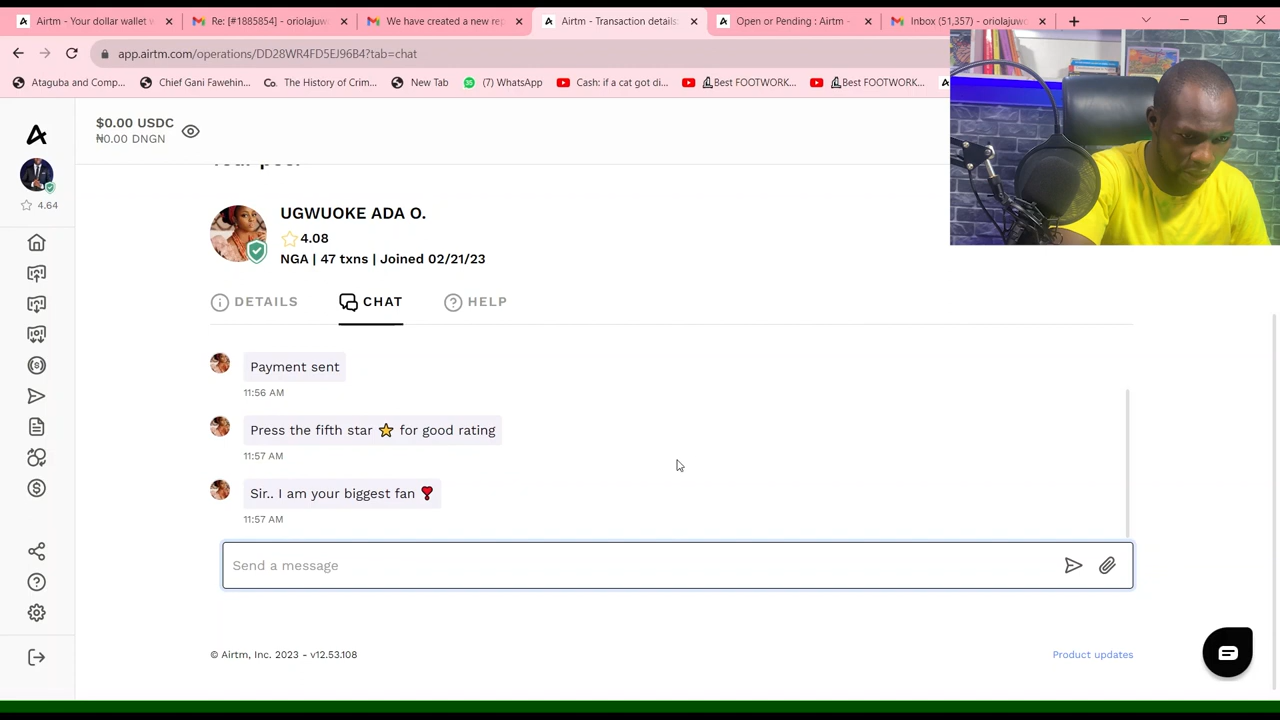 Airtm - Your dollar wallet w
Re: [#1885854] - oriolajuw
We have created a new rep
Airtm - Transaction details:
Open or Pending : Airtm -
Inbox (51,357) - oriolajuw
app.airtm.com/operations/DD28WR4FD5EJ96B4?tab=chat
Ataguba and Comp...
Chief Gani Fawehin...
The History of Crim...
New Tab
(7) WhatsApp
Cash: if a cat got di...
Best FOOTWORK...
Best FOOTWORK...
$0.00 USDC
₦0.00 DNGN
4.64
UGWUOKE ADA O.
4.08
NGA | 47 txns | Joined 02/21/23
DETAILS
CHAT
HELP
Payment sent
11:56 AM
Press the fifth star ⭐ for good rating
11:57 AM
Sir.. I am your biggest fan ❣
11:57 AM
Send a message
© Airtm, Inc. 2023 - v12.53.108
Product updates